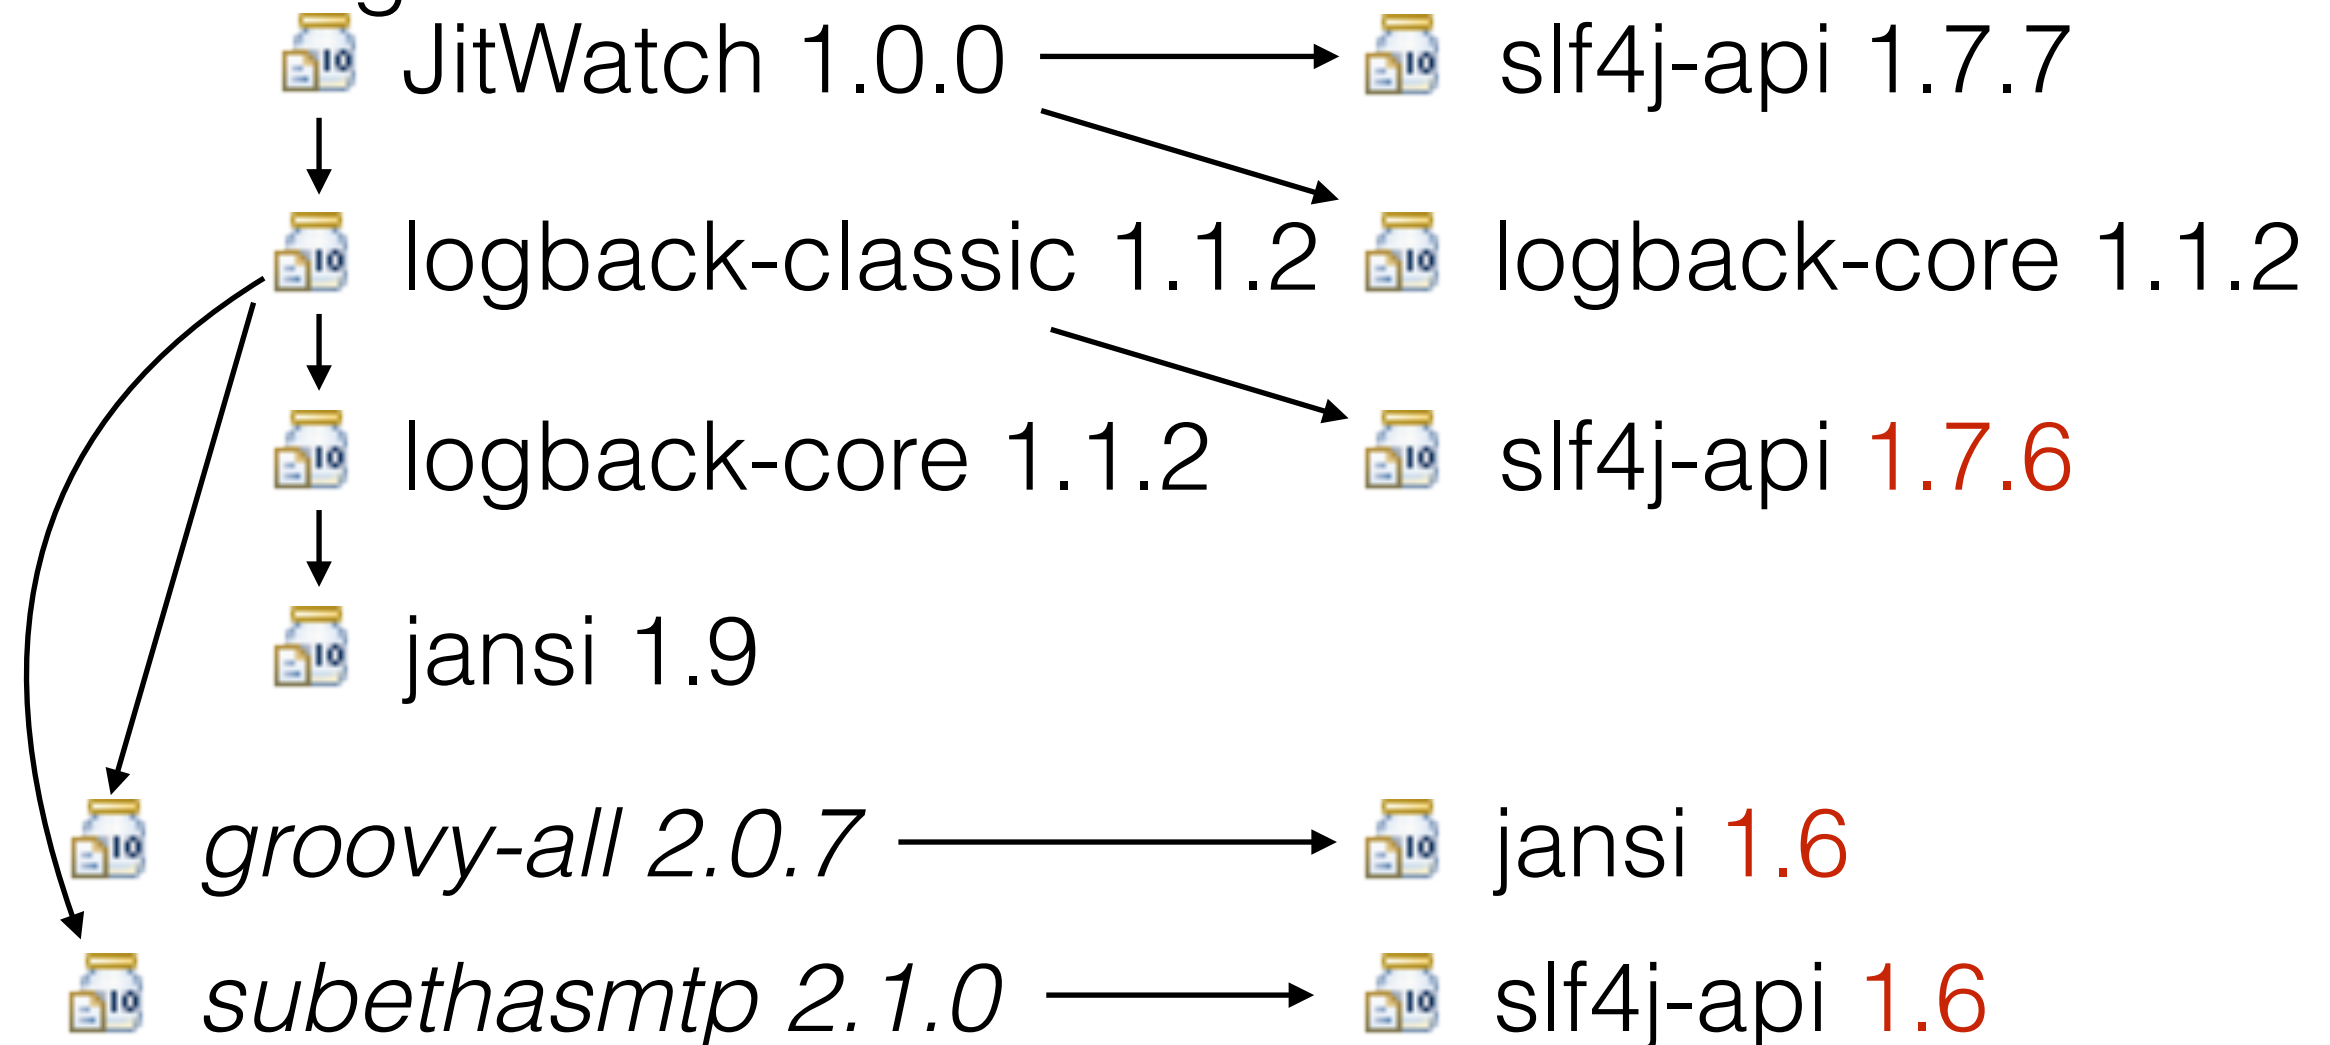 JitWatch 1.0.0 slf4j-api 1.7.7
logback-classic 1.1.2 logback-core 1.1.2
logback-core 1.1.2 slf4j-api 1.7.6
jansi 1.9
groovy-all 2.0.7 jansi 1.6
subethasmtp 2.1.0 slf4j-api 1.6